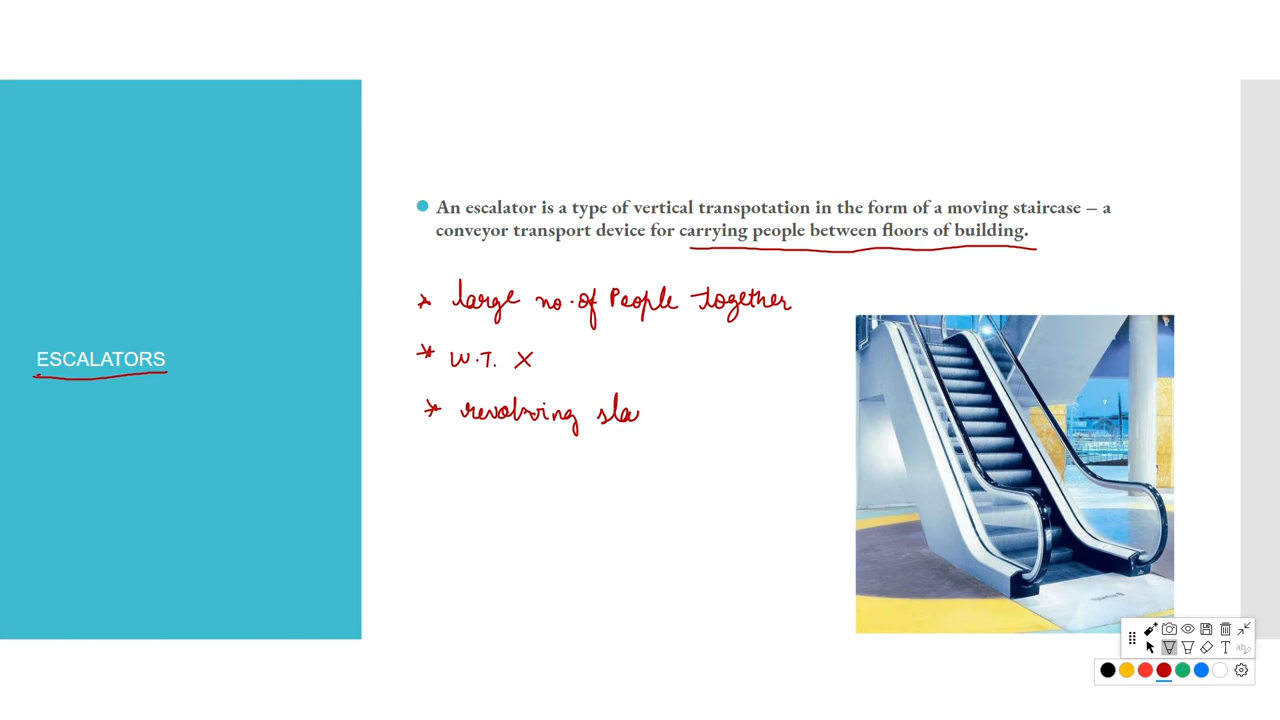 An escalator is a type of vertical transpotation in the form of a moving staircase – a
conveyor transport device for carrying people between floors of building.
* large no. of People together
ESCALATORS
* W.T. X
* revolving sta